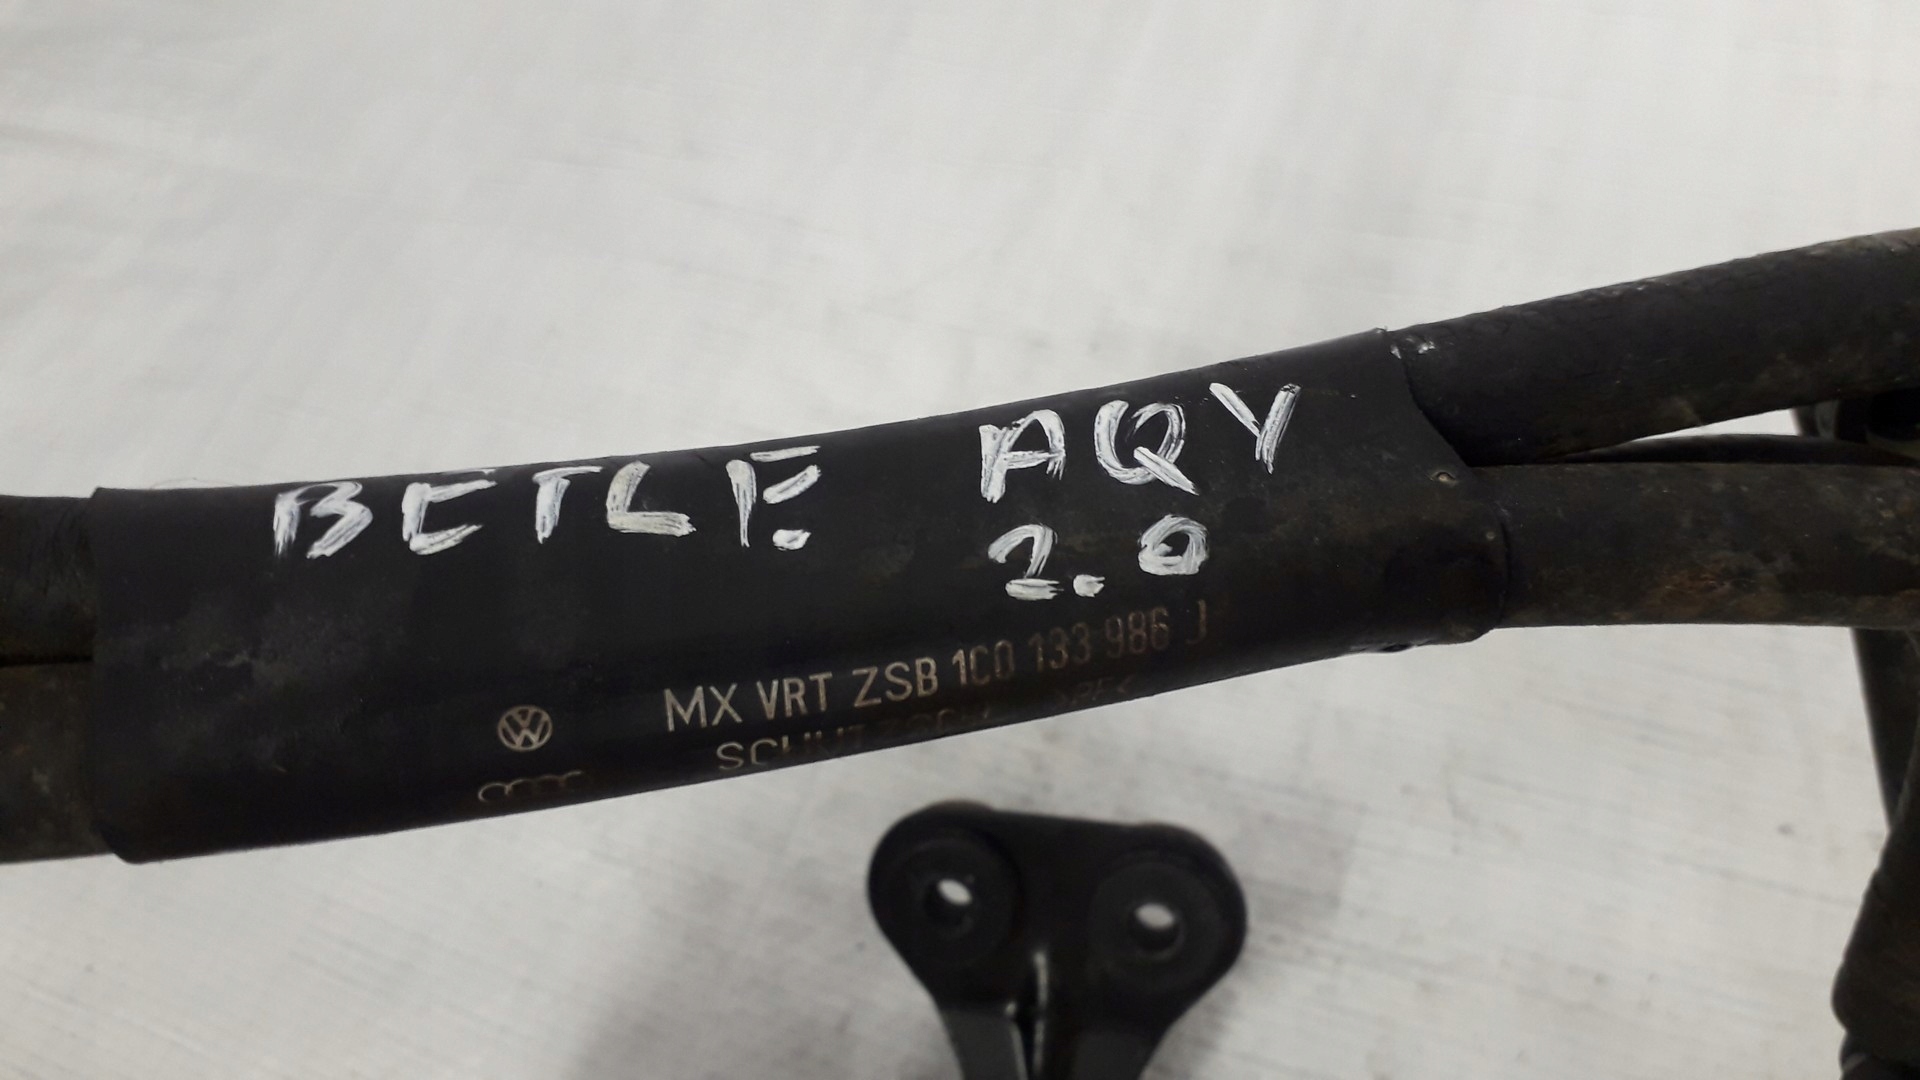 BETLE. AQY
2.0
MX VRT ZSB 1C0 133 986 J